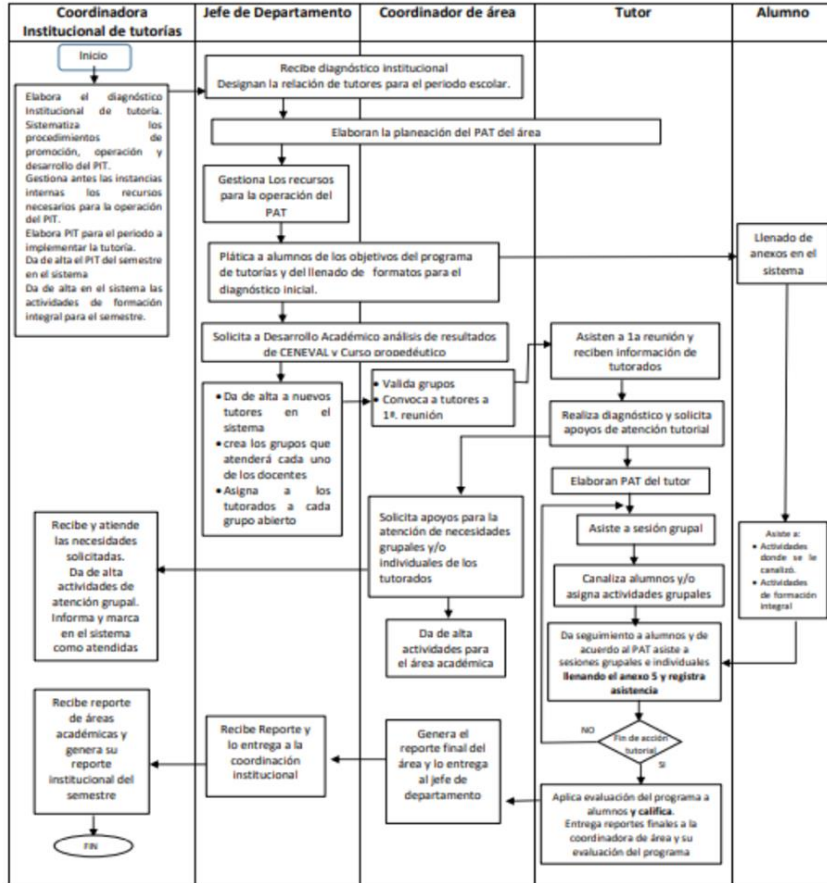 Coordinadora
Institucional de tutorías
Jefe de Departamento
Coordinador de área
Tutor
Alumno
Inicio
Elabora el diagnóstico
Institucional de tutoría.
Sistematiza los
procedimientos de
promoción, operación y
desarrollo del PIT.
Gestiona antes las instancias
internas los recursos
necesarios para la operación
del PIT.
Elabora PIT para el periodo a
implementar la tutoría.
Da de alta el PIT del semestre
en el sistema
Da de alta en el sistema las
actividades de formación
integral para el semestre.
Recibe diagnóstico institucional
Designan la relación de tutores para el periodo escolar.
Elaboran la planeación del PAT del área
Gestiona Los recursos
para la operación del
PAT
Plática a alumnos de los objetivos del programa
de tutorías y del llenado de formatos para el
diagnóstico inicial.
Llenado de
anexos en el
sistema
Solicita a Desarrollo Académico análisis de resultados
de CENEVAL y Curso propedéutico
Asisten a 1a reunión y
reciben información de
tutorados
• Da de alta a nuevos
tutores en el
sistema
• crea los grupos que
atenderá cada uno
de los docentes
• Asigna a los
tutorados a cada
grupo abierto
• Valida grupos
• Convoca a tutores a
1ª. reunión
Realiza diagnóstico y solicita
apoyos de atención tutorial
Elaboran PAT del tutor
Asiste a sesión grupal
Canaliza alumnos y/o
asigna actividades grupales
Solicita apoyos para la
atención de necesidades
grupales y/o
individuales de los
tutorados
Recibe y atiende
las necesidades
solicitadas.
Da de alta
actividades de
atención grupal.
Informa y marca
en el sistema
como atendidas
Asiste a:
• Actividades
donde se le
canalizó.
• Actividades
de formación
integral
Da de alta
actividades para
el área académica
Da seguimiento a alumnos y de
acuerdo al PAT asiste a
sesiones grupales e individuales
llenando el anexo 5 y registra
asistencia
NO
Fin de acción
tutorial
SI
Aplica evaluación del programa a
alumnos y califica.
Entrega reportes finales a la
coordinadora de área y su
evaluación del programa
Genera el
reporte final del
área y lo entrega
al jefe de
departamento
Recibe Reporte y
lo entrega a la
coordinación
institucional
Recibe reporte
de áreas
académicas y
genera su
reporte
institucional del
semestre
FIN